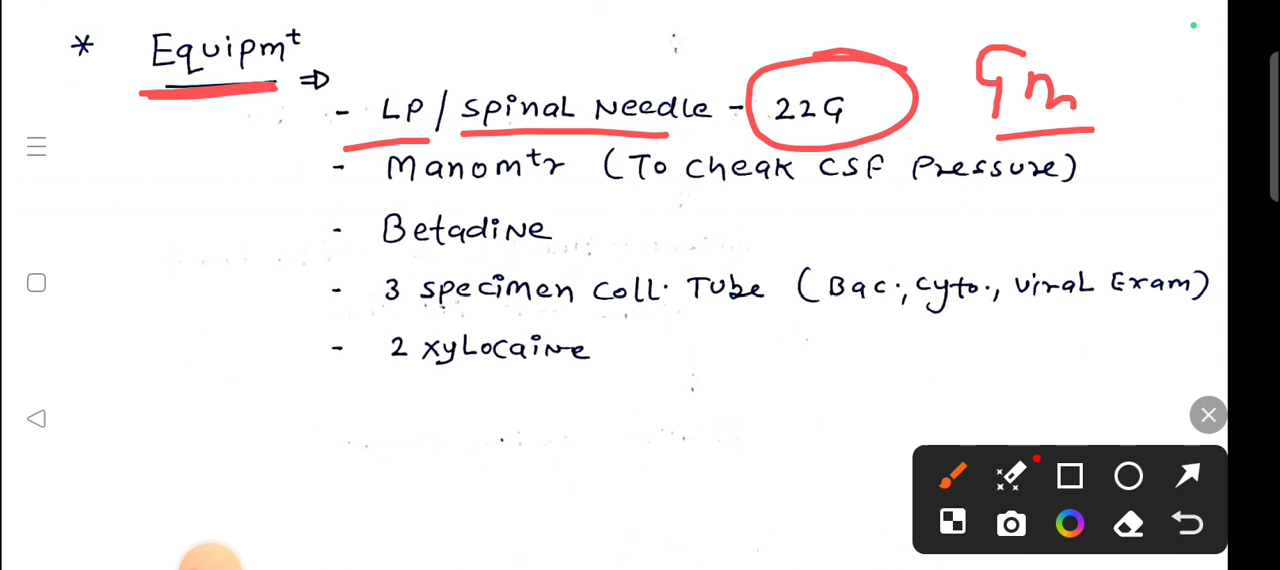 * Equipmt ⇒
- LP / Spinal Needle - 22G
- Manomtr (To cheak CSF Pressure)
- Betadine
- 3 specimen coll. Tube (Bac., cyto., viral Exam)
- 2 xylocaine